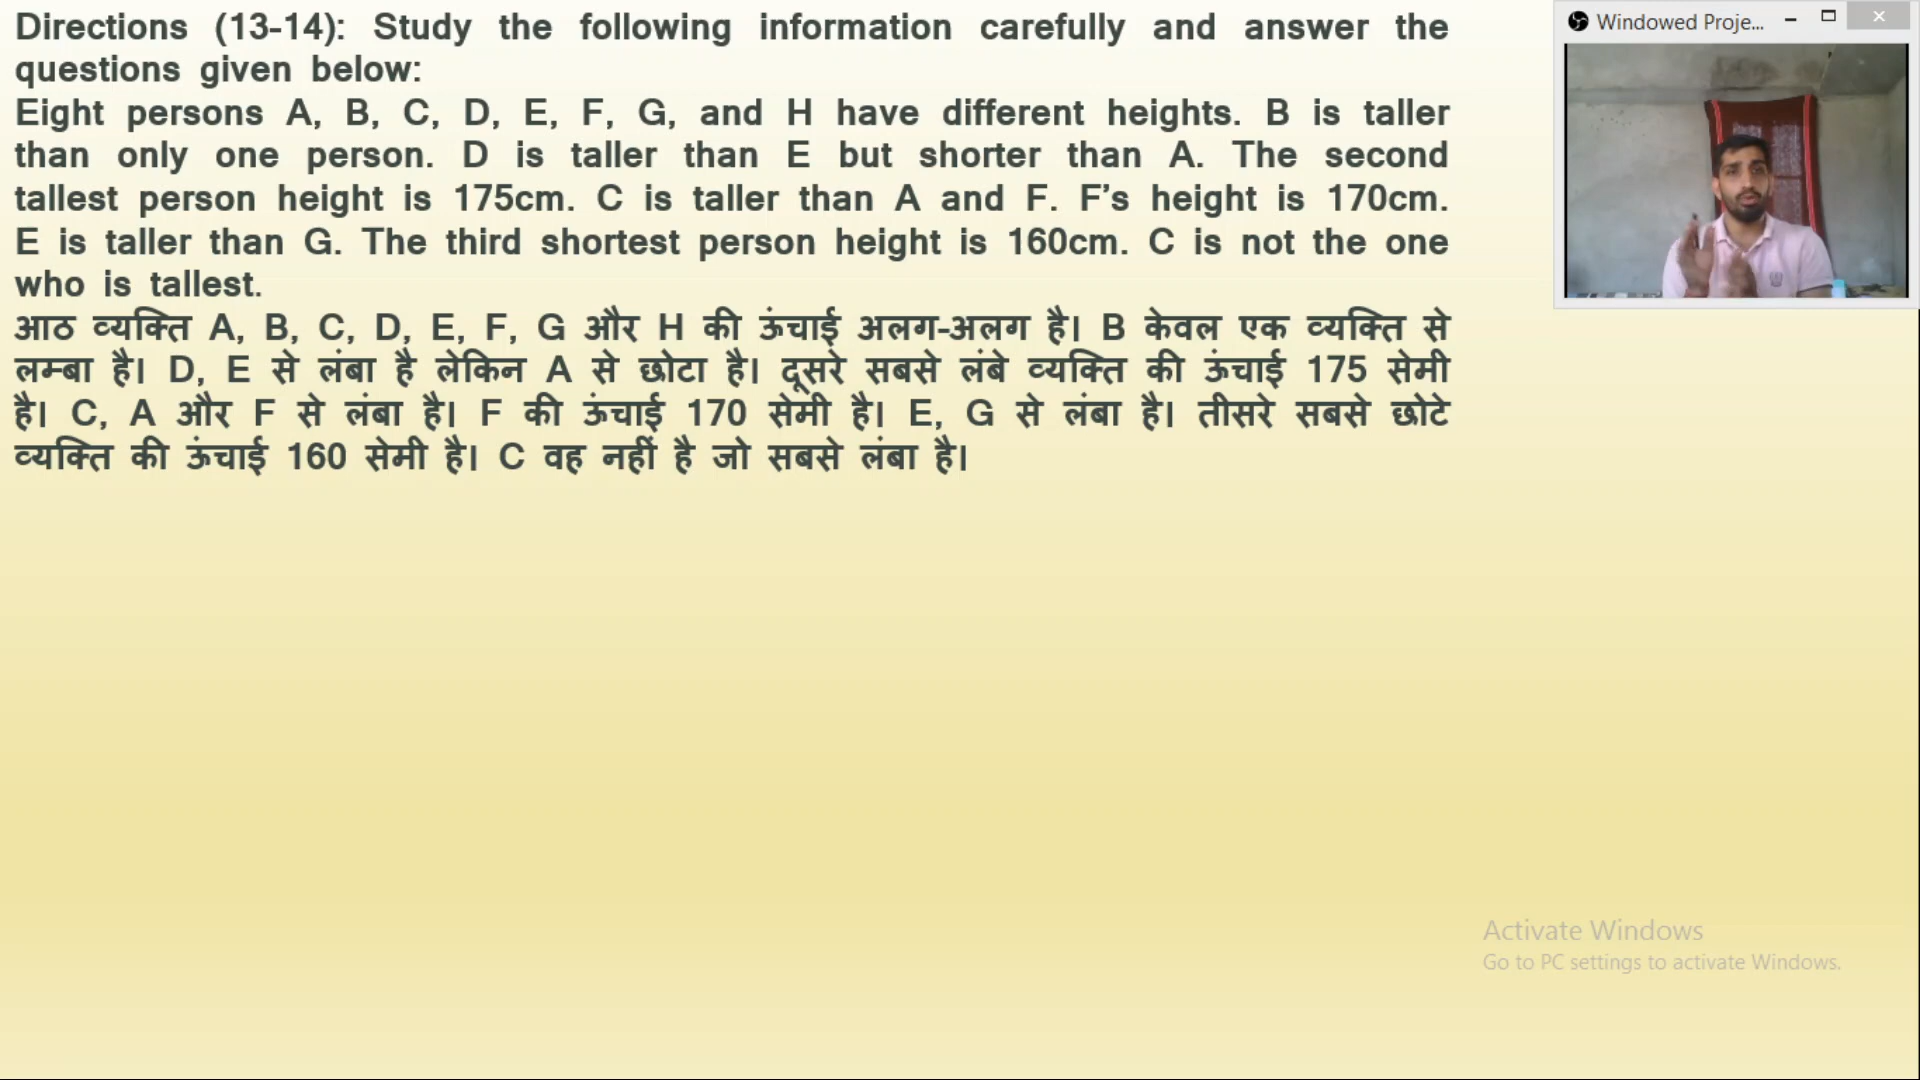 Directions (13-14): Study the following information carefully and answer the
questions given below:
Eight persons A, B, C, D, E, F, G, and H have different heights. B is taller
than only one person. D is taller than E but shorter than A. The second
tallest person height is 175cm. C is taller than A and F. F’s height is 170cm.
E is taller than G. The third shortest person height is 160cm. C is not the one
who is tallest.
आठ व्यक्ति A, B, C, D, E, F, G और H की ऊंचाई अलग-अलग है। B केवल एक व्यक्ति से
लम्बा है। D, E से लंबा है लेकिन A से छोटा है। दूसरे सबसे लंबे व्यक्ति की ऊंचाई 175 सेमी
है। C, A और F से लंबा है। F की ऊंचाई 170 सेमी है। E, G से लंबा है। तीसरे सबसे छोटे
व्यक्ति की ऊंचाई 160 सेमी है। C वह नहीं है जो सबसे लंबा है।
Windowed Proje...
Activate Windows
Go to PC settings to activate Windows.